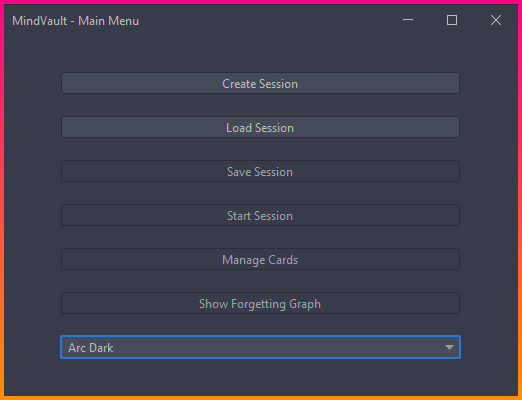 MindVault - Main Menu
Create Session
Load Session
Save Session
Start Session
Manage Cards
Show Forgetting Graph
Arc Dark